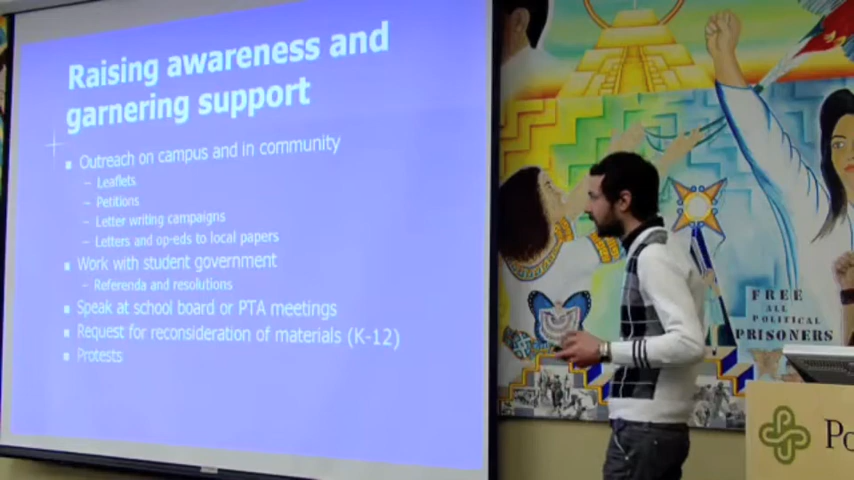 Raising awareness and
garnering support
Outreach on campus and in community
– Leaflets
– Petitions
– Letter writing campaigns
– Letters and op-eds to local papers
Work with student government
– Referenda and resolutions
Speak at school board or PTA meetings
Request for reconsideration of materials (K-12)
Protests
FREE
ALL
POLITICAL
PRISONERS
Po